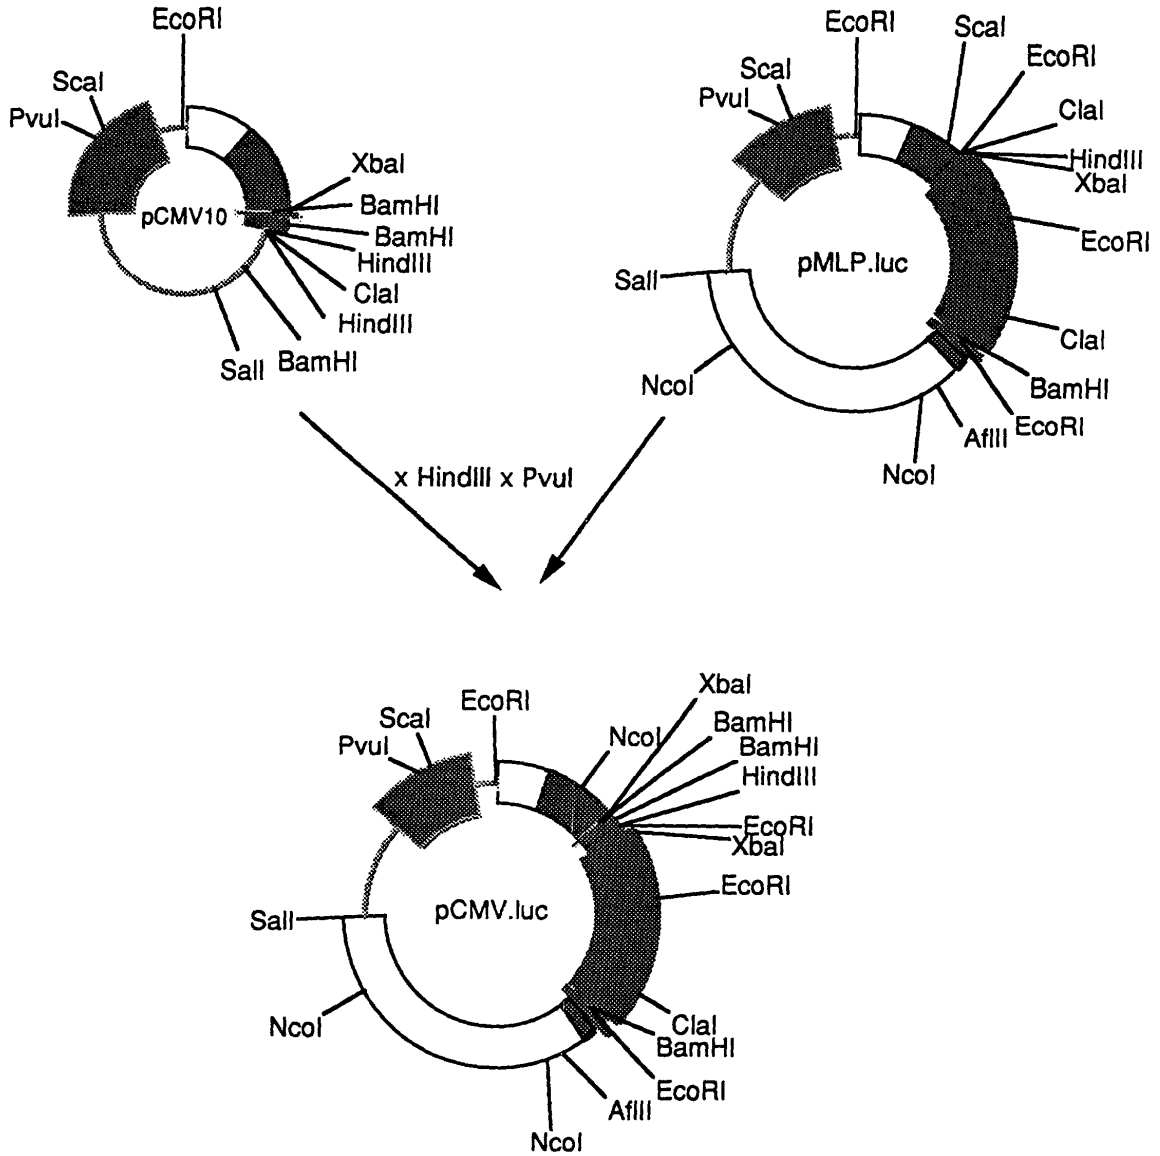 EcoRI
ScaI
PvuI
XbaI
BamHI
BamHI
HindIII
ClaI
HindIII
BamHI
SalI
pCMV10
EcoRI
ScaI
EcoRI
ClaI
HindIII
XbaI
EcoRI
ClaI
BamHI
EcoRI
AflII
NcoI
NcoI
SalI
PvuI
ScaI
pMLP.luc
x HindIII x PvuI
EcoRI
ScaI
PvuI
NcoI
XbaI
BamHI
BamHI
HindIII
EcoRI
XbaI
EcoRI
ClaI
BamHI
EcoRI
AflII
NcoI
NcoI
SalI
pCMV.luc